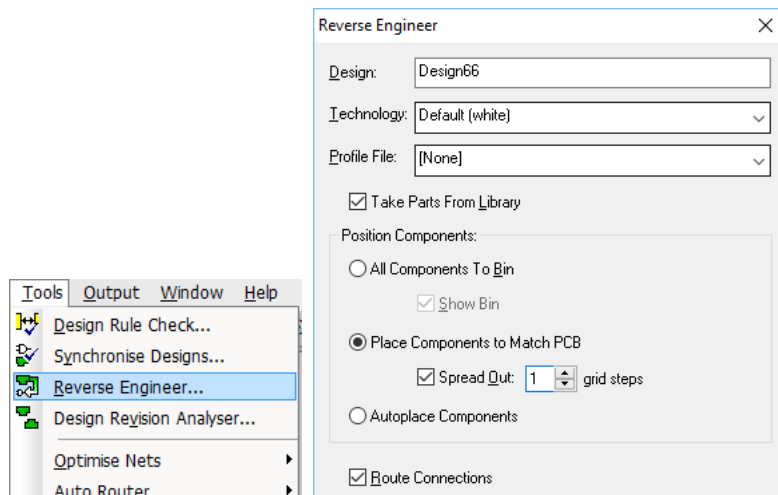 Tools Output Window Help
Design Rule Check...
Synchronise Designs...
Reverse Engineer...
Design Revision Analyser...
Optimise Nets
Auto Router
Reverse Engineer
Design: Design66
Technology: Default (white)
Profile File: [None]
Take Parts From Library
Position Components:
All Components To Bin
Show Bin
Place Components to Match PCB
Spread Out: 1 grid steps
Autoplace Components
Route Connections